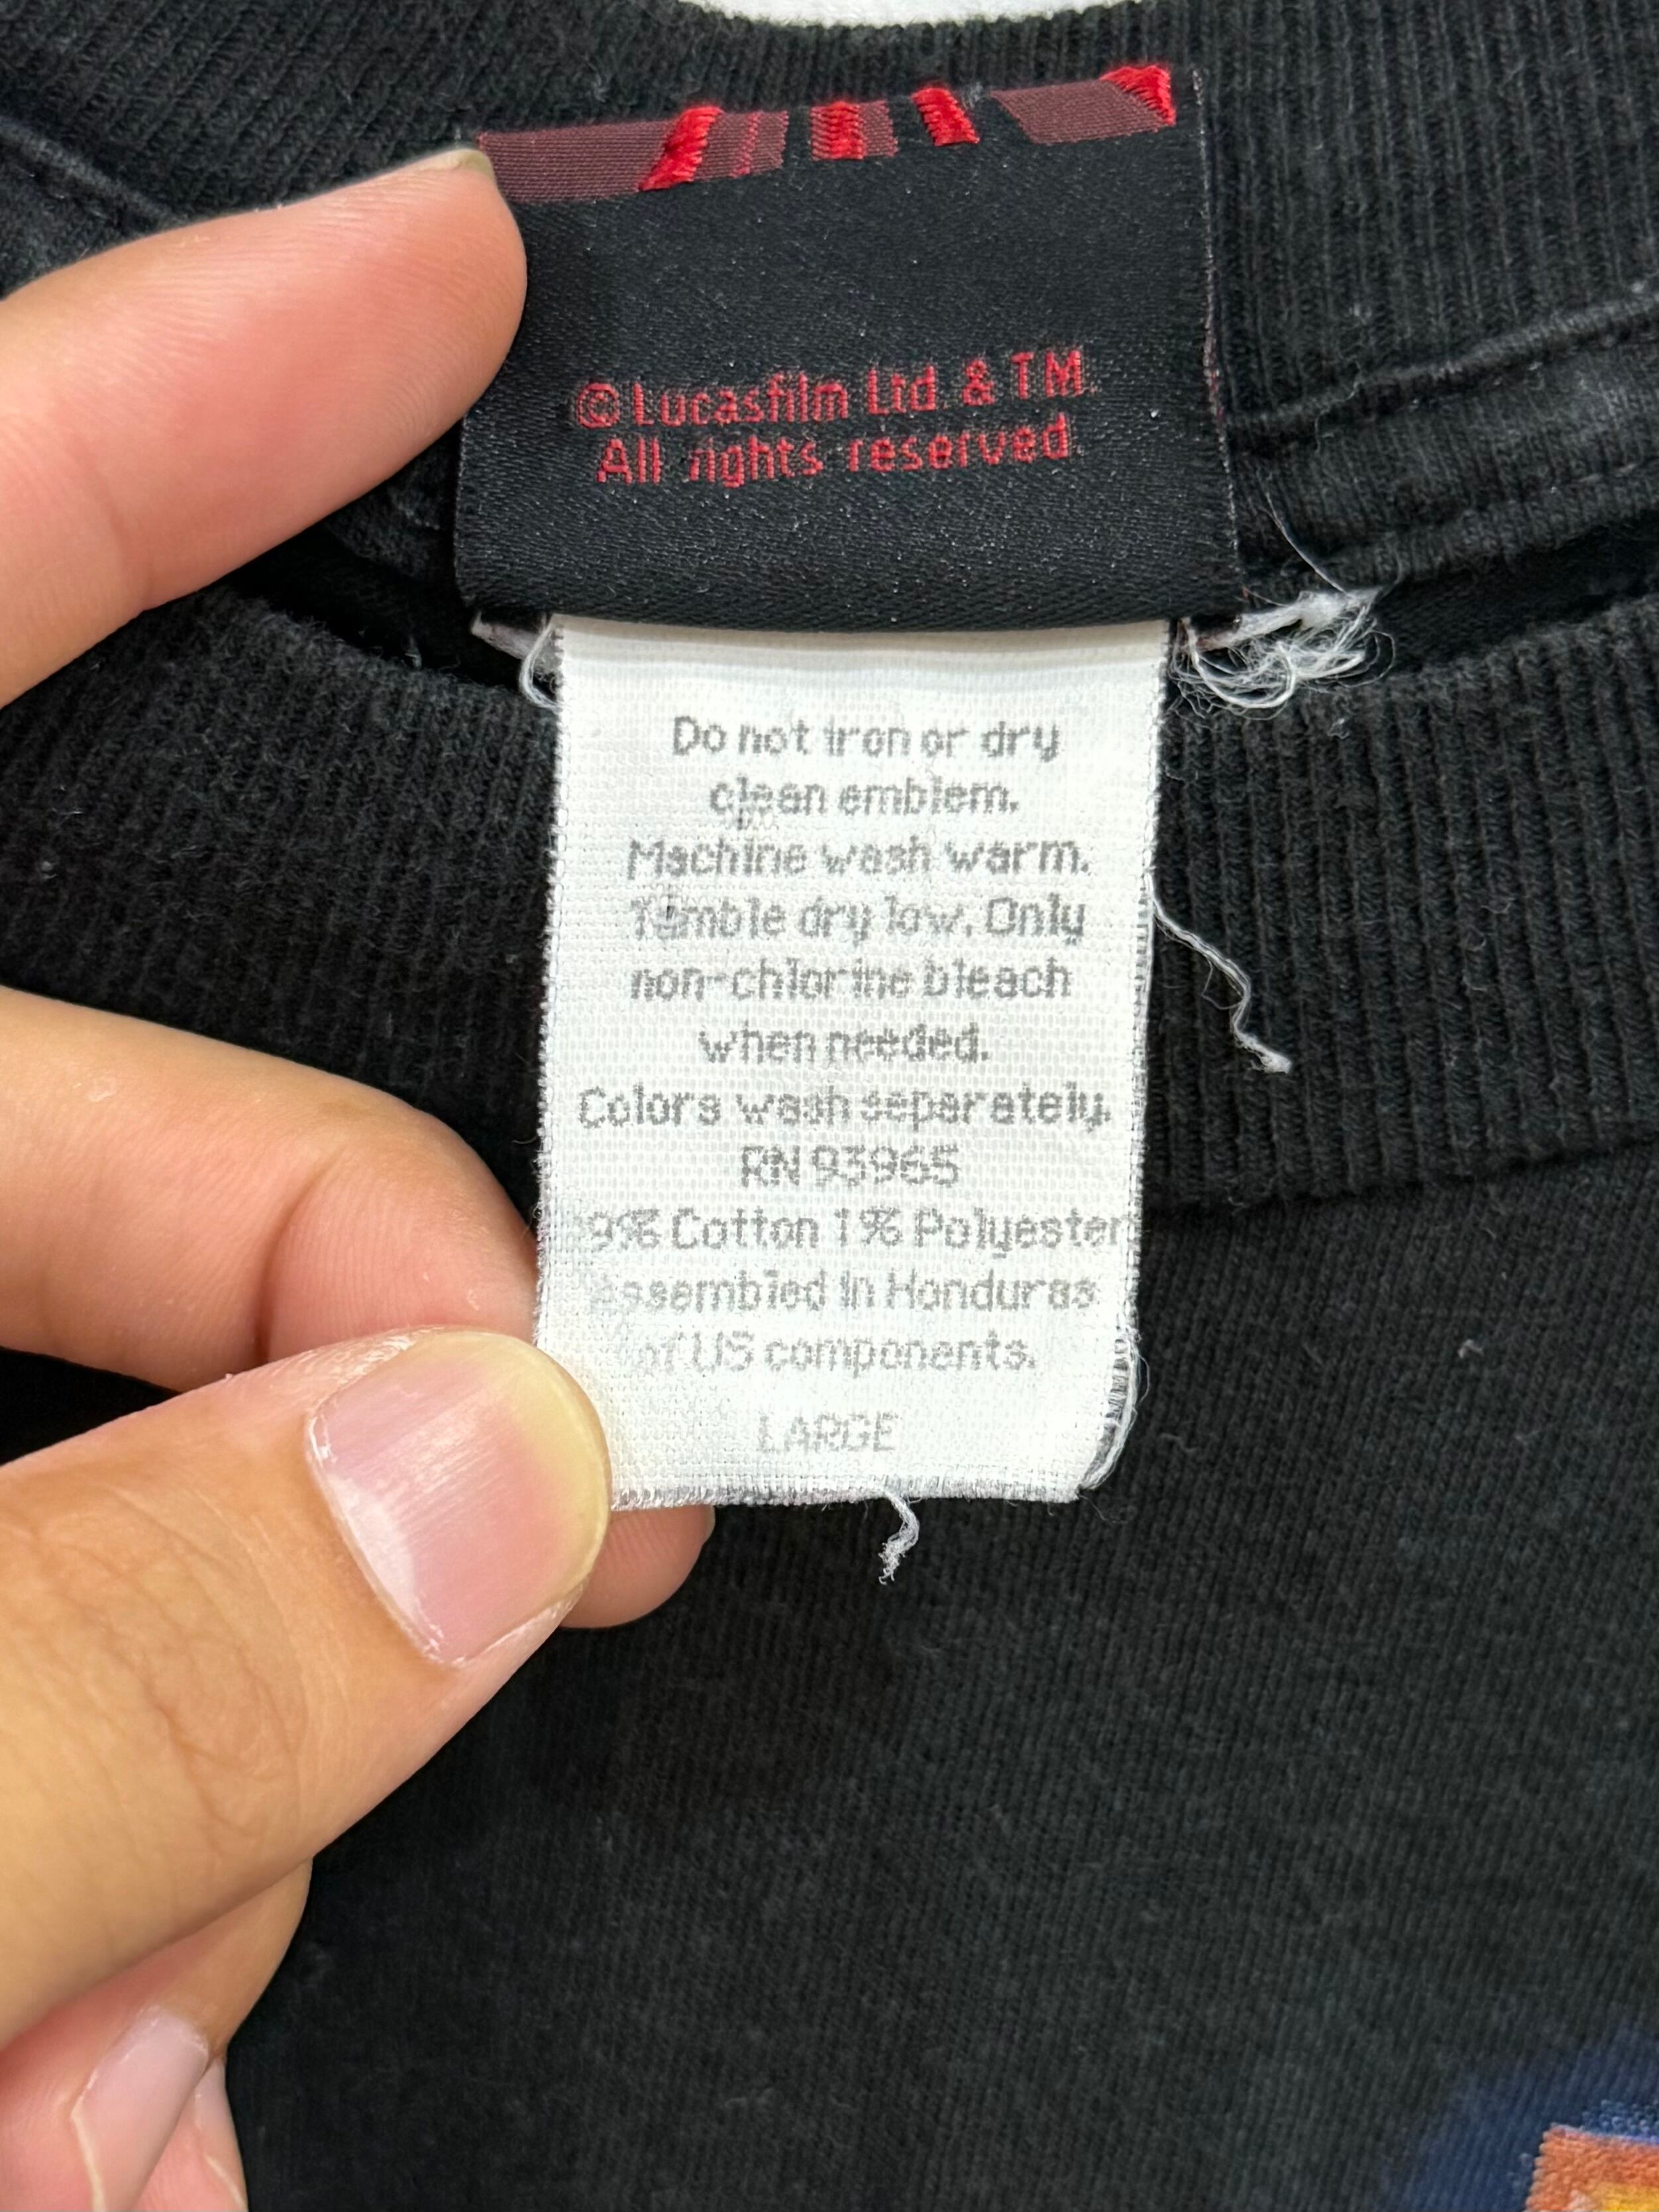 ©Lucasfilm Ltd. & TM.
All rights reserved.
Do not iron or dry
clean emblem.
Machine wash warm.
Tumble dry low. Only
non-chlorine bleach
when needed.
Colors wash separately.
RN 93965
9% Cotton 1% Polyester
Assembled in Honduras
of US components.
LARGE